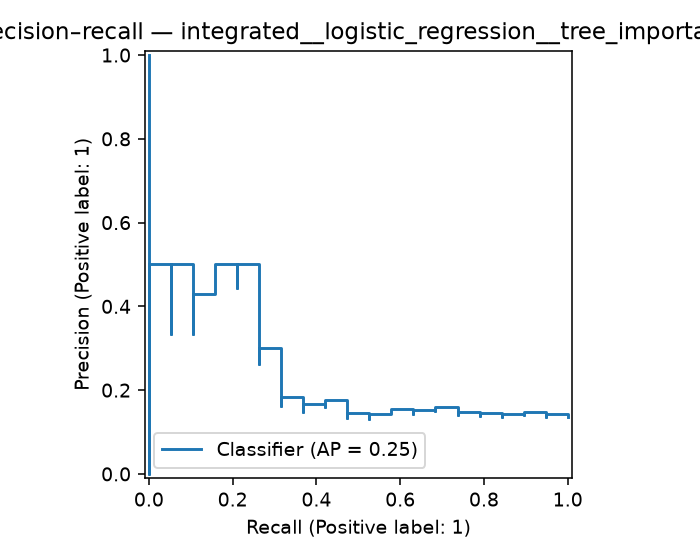 ecision–recall — integrated__logistic_regression__tree_importa
1.0
0.8
0.6
0.4
0.2
0.0
Precision (Positive label: 1)
Classifier (AP = 0.25)
0.0 0.2 0.4 0.6 0.8 1.0
Recall (Positive label: 1)